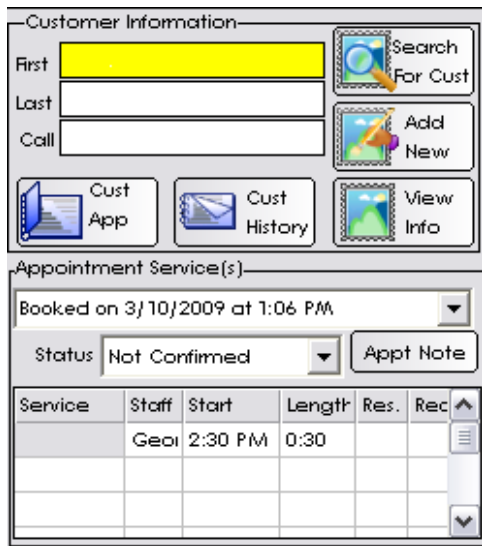 Customer Information
First
Last
Call
Search For Cust
Add New
Cust App
Cust History
View Info
Appointment Service(s)
Booked on 3/10/2009 at 1:06 PM
Status Not Confirmed Appt Note
Service Staff Start Length Res. Rec
Geor 2:30 PM 0:30